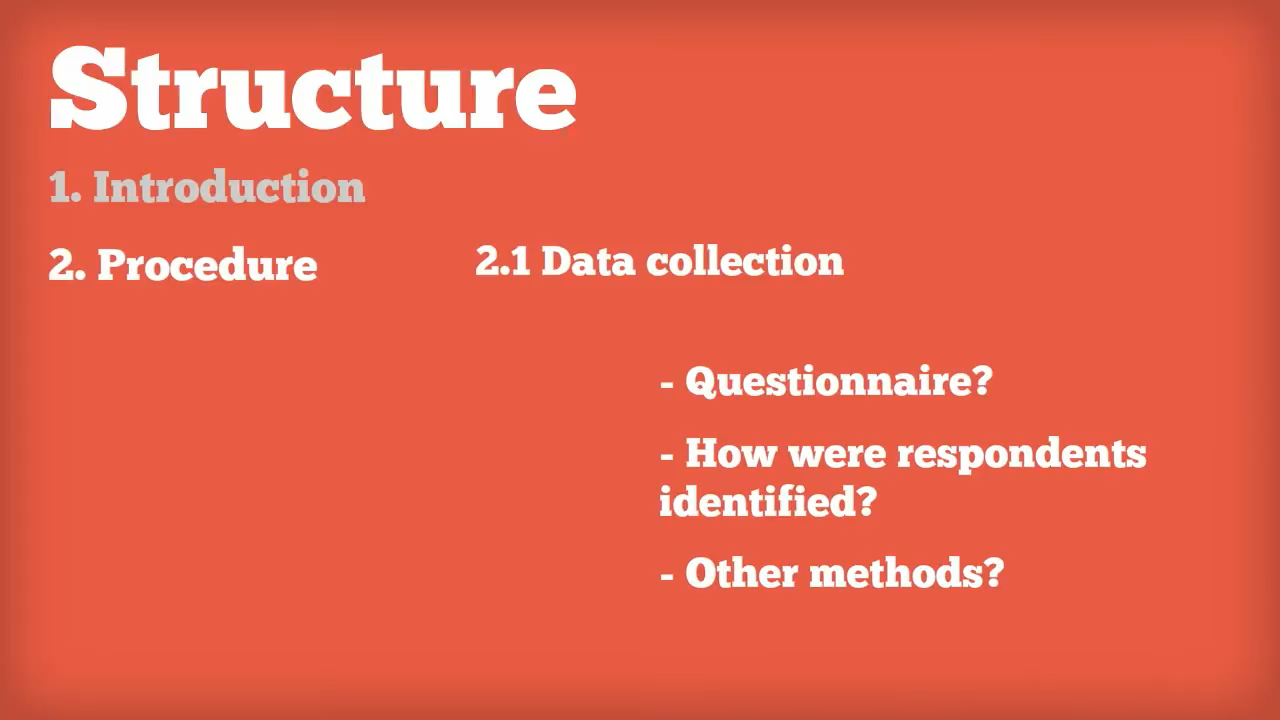 Structure
1. Introduction
2. Procedure
2.1 Data collection
- Questionnaire?
- How were respondents
identified?
- Other methods?